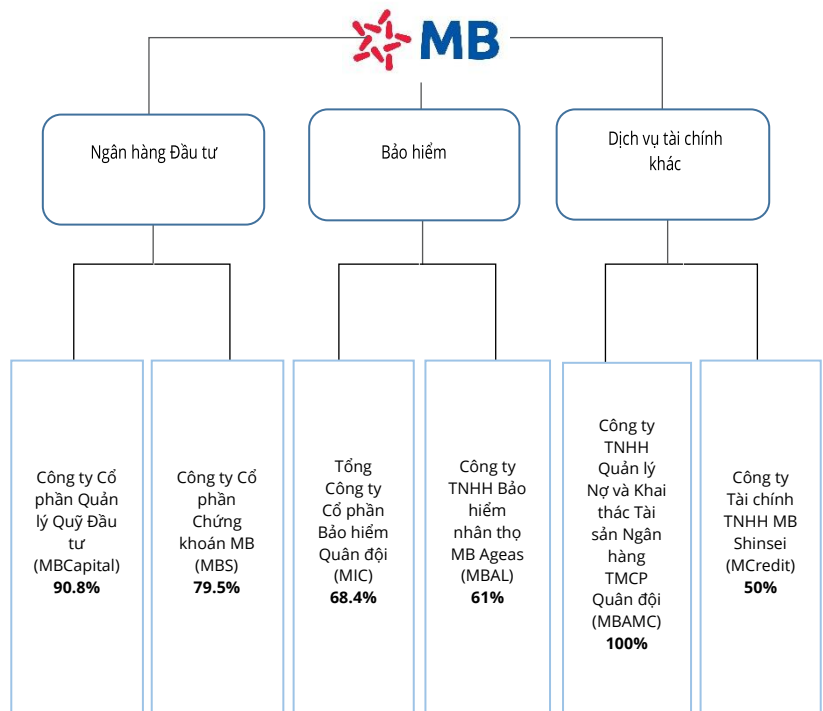 MB
Ngân hàng Đầu tư
Bảo hiểm
Dịch vụ tài chính
khác
Công ty Cổ
phần Quản
lý Quỹ Đầu
tư
(MBCapital)
90.8%
Công ty Cổ
phần
Chứng
khoán MB
(MBS)
79.5%
Tổng
Công ty
Cổ phần
Bảo hiểm
Quân đội
(MIC)
68.4%
Công ty
TNHH Bảo
hiểm
nhân thọ
MB Ageas
(MBAL)
61%
Công ty
TNHH
Quản lý
Nợ và Khai
thác Tài
sản Ngân
hàng
TMCP
Quân đội
(MBAMC)
100%
Công ty
Tài chính
TNHH MB
Shinsei
(MCredit)
50%